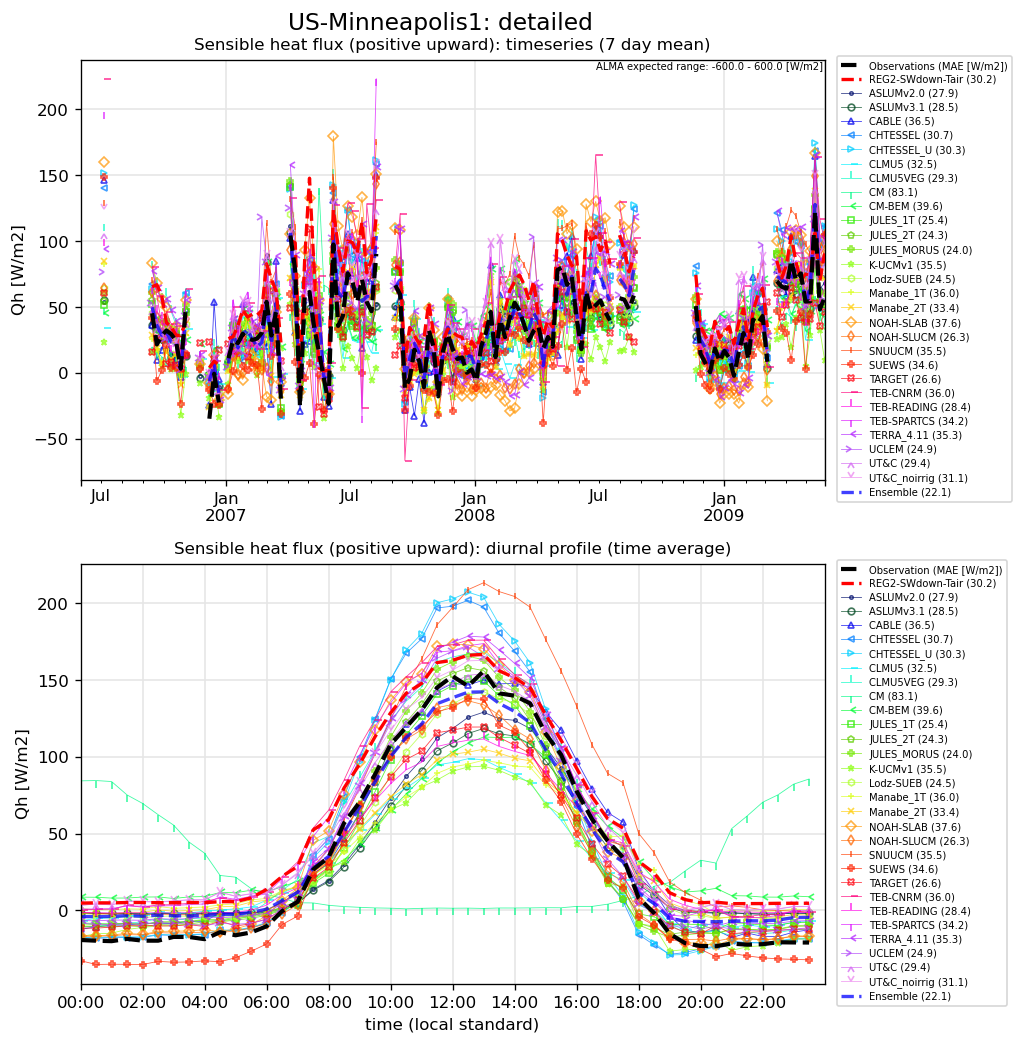 US-Minneapolis1: detailed
Sensible heat flux (positive upward): timeseries (7 day mean)
ALMA expected range: -600.0 - 600.0 [W/m2]
Qh [W/m2]
200
150
100
50
0
−50
Jul
Jan
2007
Jul
Jan
2008
Jul
Jan
2009
Observations (MAE [W/m2])
REG2-SWdown-Tair (30.2)
ASLUMv2.0 (27.9)
ASLUMv3.1 (28.5)
CABLE (36.5)
CHTESSEL (30.7)
CHTESSEL_U (30.3)
CLMU5 (32.5)
CLMU5VEG (29.3)
CM (83.1)
CM-BEM (39.6)
JULES_1T (25.4)
JULES_2T (24.3)
JULES_MORUS (24.0)
K-UCMv1 (35.5)
Lodz-SUEB (24.5)
Manabe_1T (36.0)
Manabe_2T (33.4)
NOAH-SLAB (37.6)
NOAH-SLUCM (26.3)
SNUUCM (35.5)
SUEWS (34.6)
TARGET (26.6)
TEB-CNRM (36.0)
TEB-READING (28.4)
TEB-SPARTCS (34.2)
TERRA_4.11 (35.3)
UCLEM (24.9)
UT&C (29.4)
UT&C_noirrig (31.1)
Ensemble (22.1)
Sensible heat flux (positive upward): diurnal profile (time average)
Qh [W/m2]
200
150
100
50
0
00:00
02:00
04:00
06:00
08:00
10:00
12:00
14:00
16:00
18:00
20:00
22:00
time (local standard)
Observation (MAE [W/m2])
REG2-SWdown-Tair (30.2)
ASLUMv2.0 (27.9)
ASLUMv3.1 (28.5)
CABLE (36.5)
CHTESSEL (30.7)
CHTESSEL_U (30.3)
CLMU5 (32.5)
CLMU5VEG (29.3)
CM (83.1)
CM-BEM (39.6)
JULES_1T (25.4)
JULES_2T (24.3)
JULES_MORUS (24.0)
K-UCMv1 (35.5)
Lodz-SUEB (24.5)
Manabe_1T (36.0)
Manabe_2T (33.4)
NOAH-SLAB (37.6)
NOAH-SLUCM (26.3)
SNUUCM (35.5)
SUEWS (34.6)
TARGET (26.6)
TEB-CNRM (36.0)
TEB-READING (28.4)
TEB-SPARTCS (34.2)
TERRA_4.11 (35.3)
UCLEM (24.9)
UT&C (29.4)
UT&C_noirrig (31.1)
Ensemble (22.1)